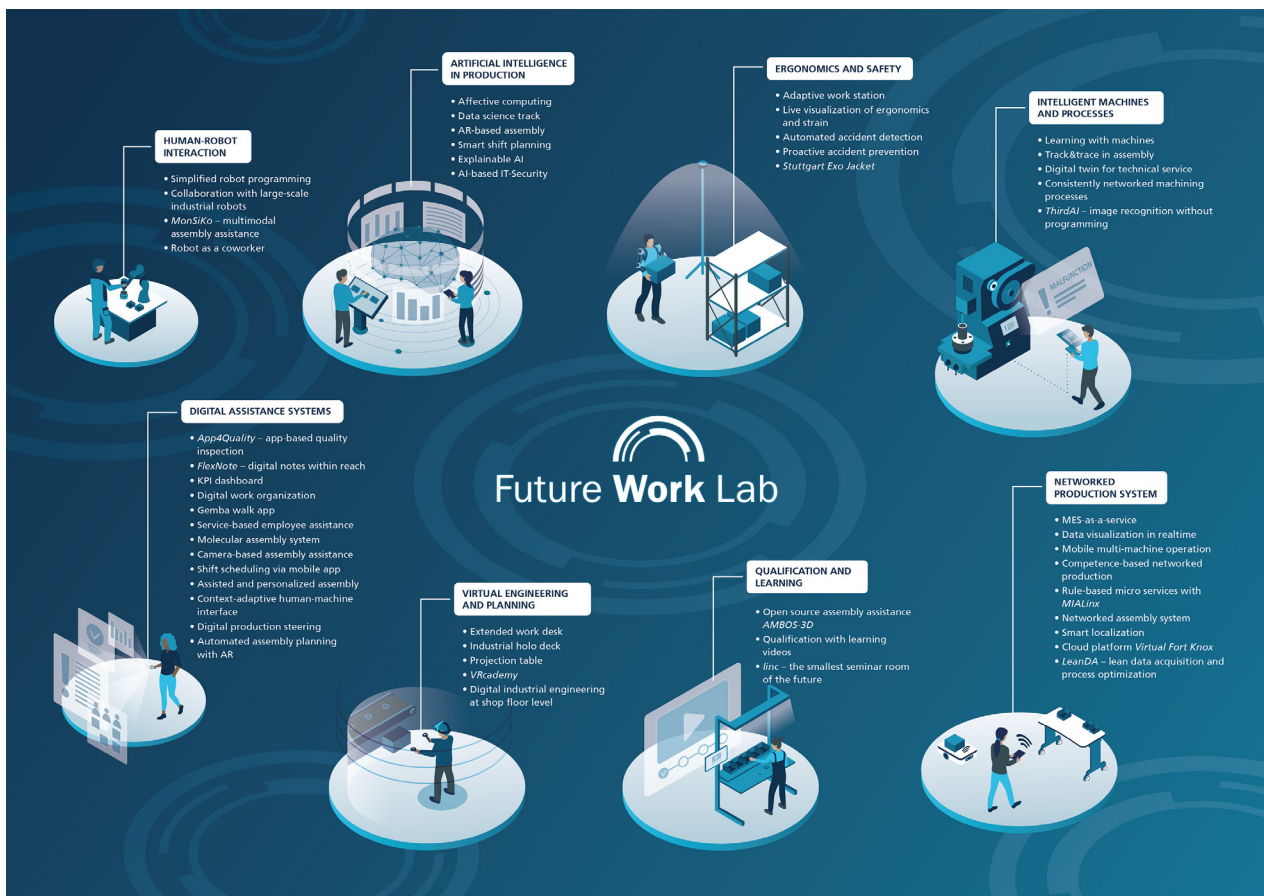 ARTIFICIAL INTELLIGENCE
IN PRODUCTION
• Affective computing
• Data science track
• AR-based assembly
• Smart shift planning
• Explainable AI
• AI-based IT-Security
ERGONOMICS AND SAFETY
• Adaptive work station
• Live visualization of ergonomics
and strain
• Automated accident detection
• Proactive accident prevention
• Stuttgart Exo Jacket
INTELLIGENT MACHINES
AND PROCESSES
• Learning with machines
• Track&trace in assembly
• Digital twin for technical service
• Consistently networked machining
processes
• ThirdAI – image recognition without
programming
MALFUNCTION
HUMAN-ROBOT
INTERACTION
• Simplified robot programming
• Collaboration with large-scale
industrial robots
• MonSiKo – multimodal
assembly assistance
• Robot as a coworker
DIGITAL ASSISTANCE SYSTEMS
• App4Quality – app-based quality
inspection
• FlexNote – digital notes within reach
• KPI dashboard
• Digital work organization
• Gemba walk app
• Service-based employee assistance
• Molecular assembly system
• Camera-based assembly assistance
• Shift scheduling via mobile app
• Assisted and personalized assembly
• Context-adaptive human-machine
interface
• Digital production steering
• Automated assembly planning
with AR
Future Work Lab
VIRTUAL ENGINEERING
AND PLANNING
• Extended work desk
• Industrial holo deck
• Projection table
• VRcademy
• Digital industrial engineering
at shop floor level
QUALIFICATION AND
LEARNING
• Open source assembly assistance
AMBOS-3D
• Qualification with learning
videos
• linc – the smallest seminar room
of the future
NETWORKED
PRODUCTION SYSTEM
• MES-as-a-service
• Data visualization in realtime
• Mobile multi-machine operation
• Competence-based networked
production
• Rule-based micro services with
MIALinx
• Networked assembly system
• Smart localization
• Cloud platform Virtual Fort Knox
• LeanDA – lean data acquisition and
process optimization